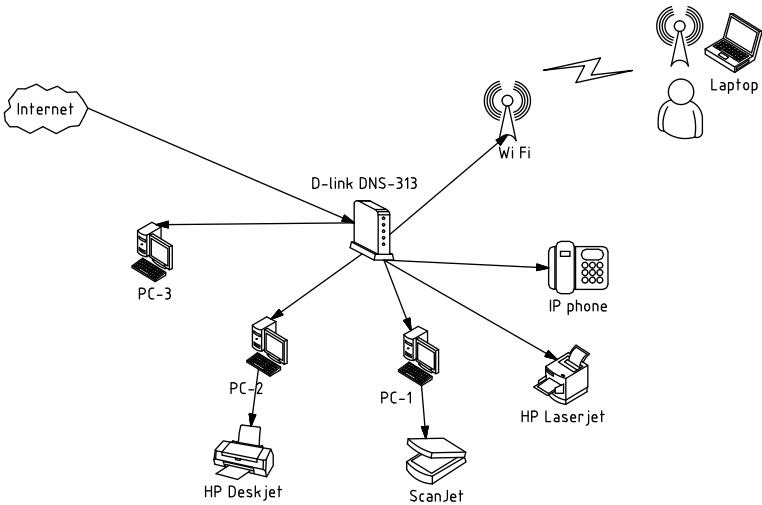 Laptop
Internet
Wi Fi
D-link DNS-313
PC-3
IP phone
PC-2
PC-1
HP Laserjet
HP Deskjet
ScanJet